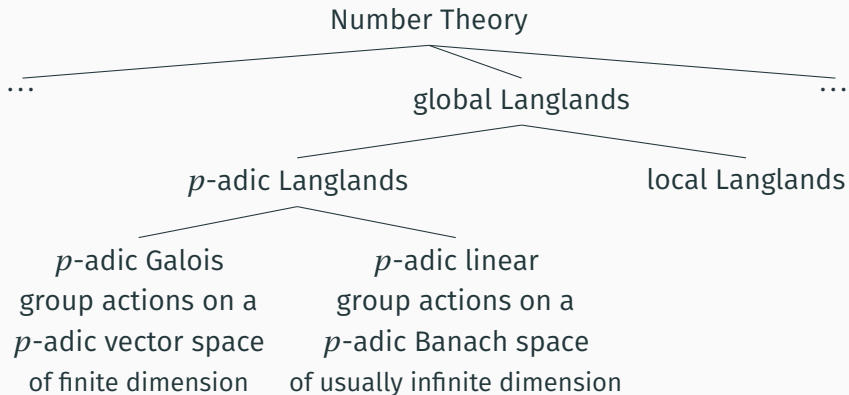 Number Theory
... ...
global Langlands
p-adic Langlands local Langlands
p-adic Galois
group actions on a
p-adic vector space
of finite dimension
p-adic linear
group actions on a
p-adic Banach space
of usually infinite dimension